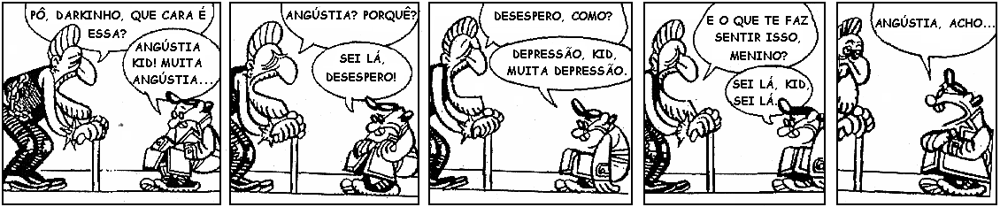 PÔ, DARKINHO, QUE CARA É
ESSA?
ANGÚSTIA
KID! MUITA
ANGÚSTIA...
ANGÚSTIA? PORQUÊ?
SEI LÁ,
DESESPERO!
DESESPERO, COMO?
DEPRESSÃO, KID,
MUITA DEPRESSÃO.
E O QUE TE FAZ
SENTIR ISSO,
MENINO?
SEI LÁ, KID,
SEI LÁ.
ANGÚSTIA, ACHO...